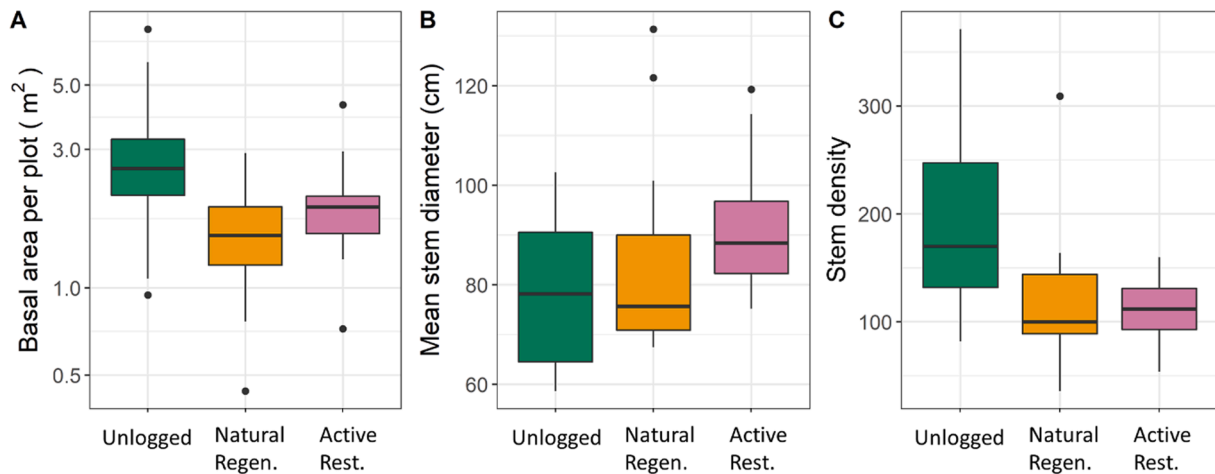 A
Basal area per plot ( m² )
5.0
3.0
1.0
0.5
Unlogged
Natural
Regen.
Active
Rest.
B
Mean stem diameter (cm)
120
100
80
60
Unlogged
Natural
Regen.
Active
Rest.
C
Stem density
300
200
100
Unlogged
Natural
Regen.
Active
Rest.